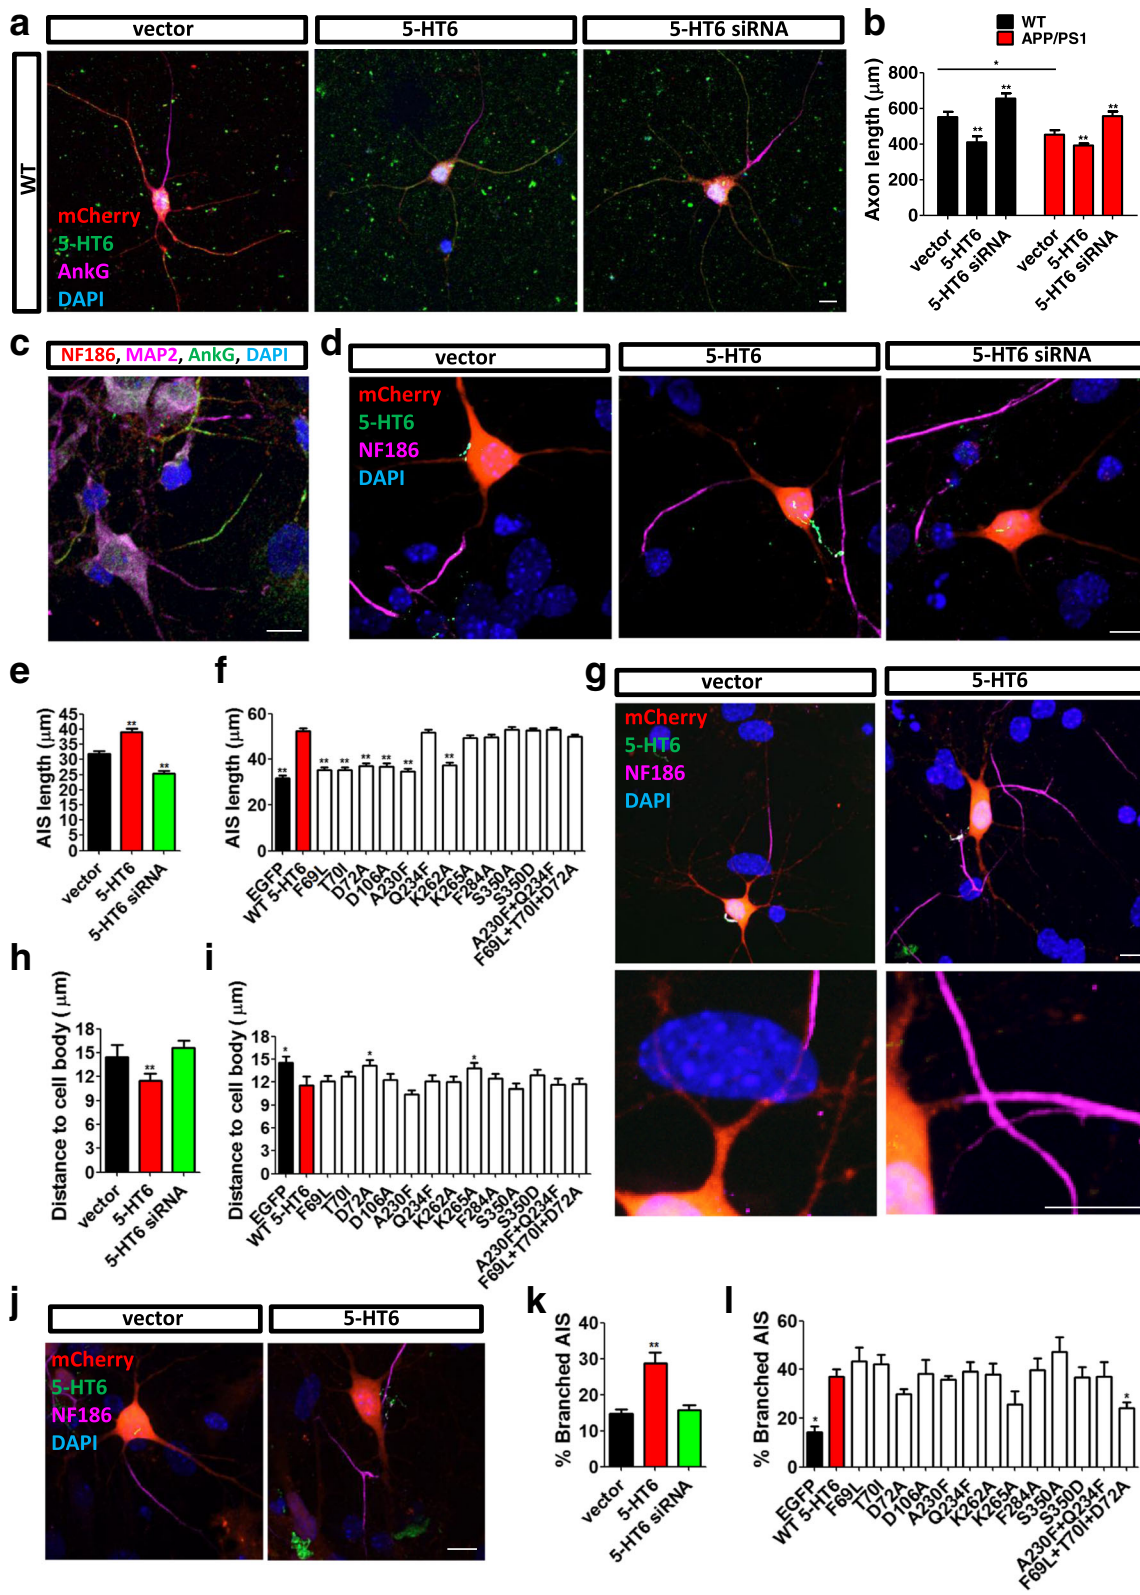 a
vector
5-HT6
5-HT6 siRNA
WT
mCherry
5-HT6
AnkG
DAPI
b
WT
APP/PS1
Axon length (μm)
800
600
400
200
0
*
**
**
**
**
vector
5-HT6
5-HT6 siRNA
vector
5-HT6
5-HT6 siRNA
c
NF186, MAP2, AnkG, DAPI
d
vector
5-HT6
5-HT6 siRNA
mCherry
5-HT6
NF186
DAPI
e
AIS length (μm)
45
40
35
30
25
20
15
10
5
0
**
**
vector
5-HT6
5-HT6 siRNA
f
AIS length (μm)
60
40
20
0
**
**
**
**
**
**
**
EGFP
WT 5-HT6
F69L
T70I
D72A
D106A
A230F
Q234F
K262A
K265A
F284A
S350A
S350D
A230F+Q234F
F69L+T70I+D72A
g
vector
5-HT6
mCherry
5-HT6
NF186
DAPI
h
Distance to cell body (μm)
18
15
12
9
6
3
0
**
vector
5-HT6
5-HT6 siRNA
i
Distance to cell body (μm)
18
15
12
9
6
3
0
*
*
*
EGFP
WT 5-HT6
F69L
T70I
D72A
D106A
A230F
Q234F
K262A
K265A
F284A
S350A
S350D
A230F+Q234F
F69L+T70I+D72A
j
vector
5-HT6
mCherry
5-HT6
NF186
DAPI
k
% Branched AIS
40
30
20
10
0
**
vector
5-HT6
5-HT6 siRNA
l
% Branched AIS
60
40
20
0
*
*
EGFP
WT 5-HT6
F69L
T70I
D72A
D106A
A230F
Q234F
K262A
K265A
F284A
S350A
S350D
A230F+Q234F
F69L+T70I+D72A